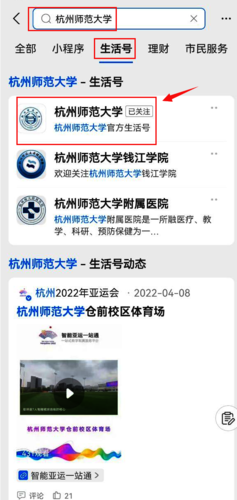 杭州师范大学
全部 小程序 生活号 理财 市民服务
杭州师范大学 - 生活号
杭州师范大学 已关注
杭州师范大学官方生活号
杭州师范大学钱江学院
欢迎关注杭州师范大学钱江学院
杭州师范大学附属医院
杭州师范大学附属医院是一所融医疗、教
学、科研、预防保健为一...
杭州师范大学 - 生活号动态
杭州2022年亚运会 · 2022-04-08
杭州师范大学仓前校区体育场
智能亚运一站通
杭州师范大学仓前校区体育场
智能亚运一站通 >
评论 21